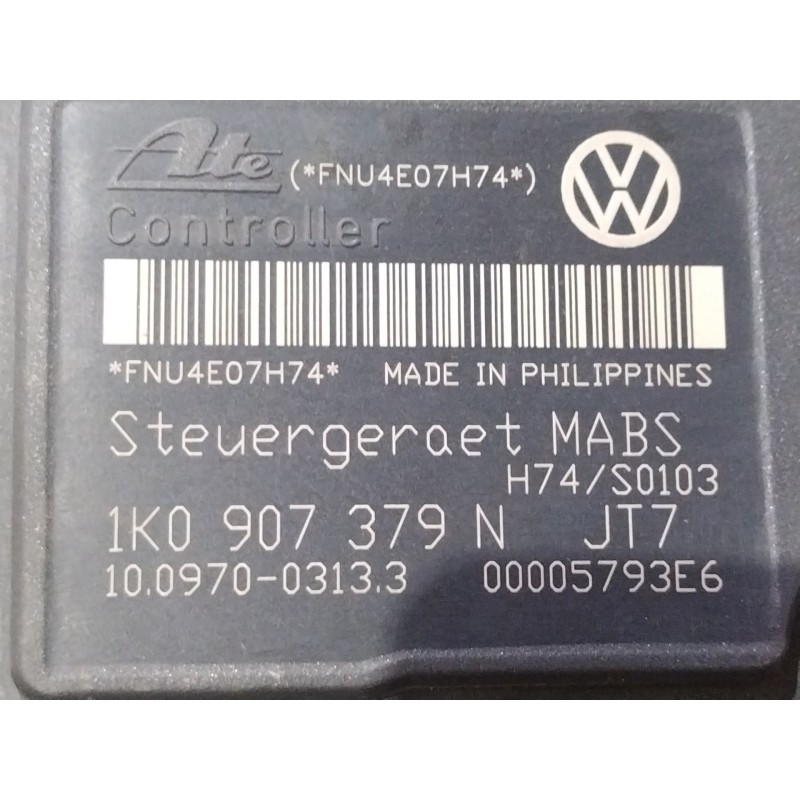 Ate (*FNU4E07H74*)
Controller
*FNU4E07H74* MADE IN PHILIPPINES
Steuergeraet MABS
H74/S0103
1K0 907 379 N JT7
10.0970-0313.3 00005793E6